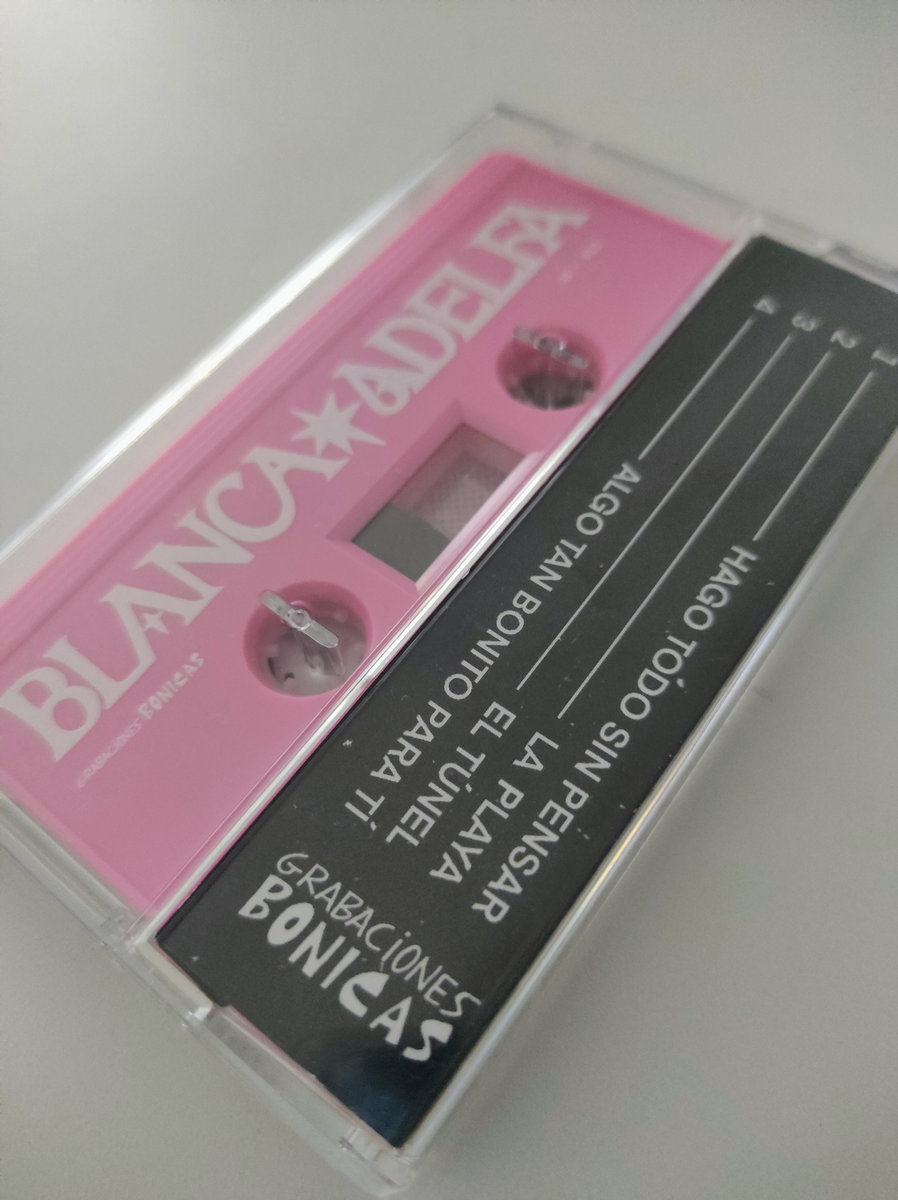 BLANCA ADELFA
GRABACIONES BONICAS
1 HAGO TODO SIN PENSAR
2 LA PLAYA
3 EL TÚNEL
4 ALGO TAN BONITO PARA TI
GRABACIONES
BONICAS